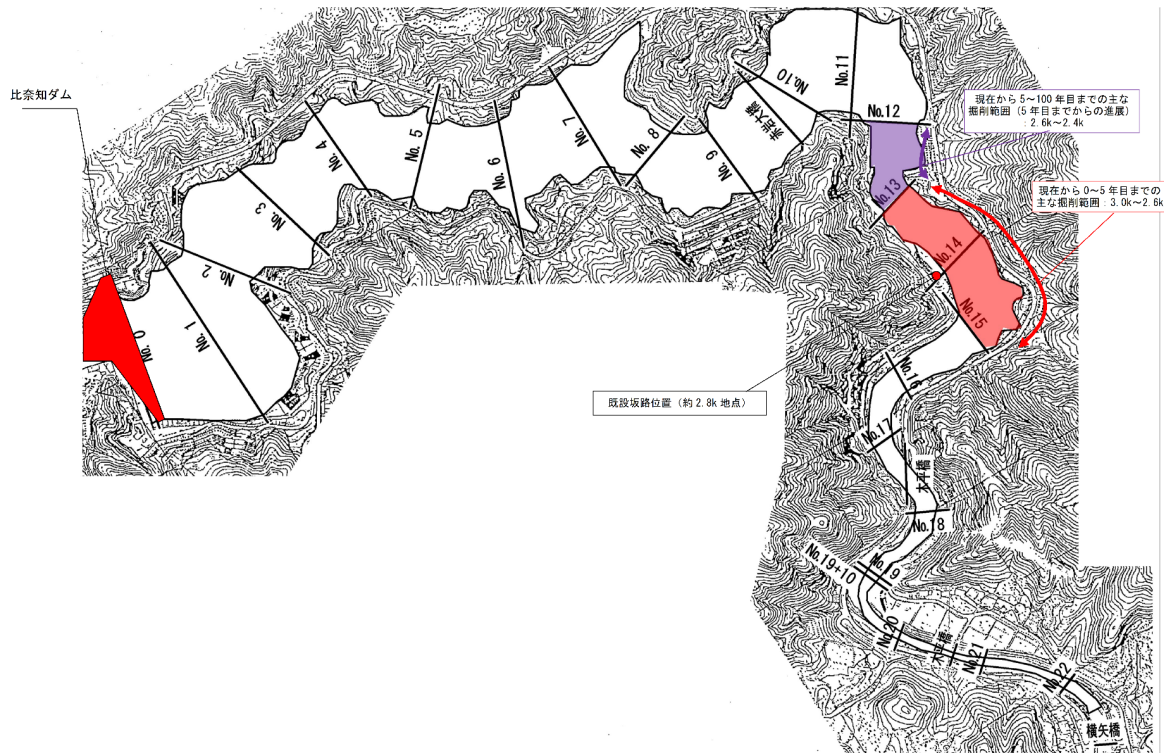 比奈知ダム
No. 0
No. 1
No. 2
No. 3
No. 4
No. 5
No. 6
No. 7
No. 8
No. 9
赤岩大橋
No.10
No.11
No.12
現在から 5～100 年目までの主な
掘削範囲（5 年目までからの進展）
：2.6k～2.4k
No.13
現在から 0～5 年目までの
主な掘削範囲：3.0k～2.6k
No.14
No.15
既設坂路位置（約 2.8k 地点）
No.16
No.17
No.18
No.19
No.19+10
No.20
No.21
No.22
横矢橋